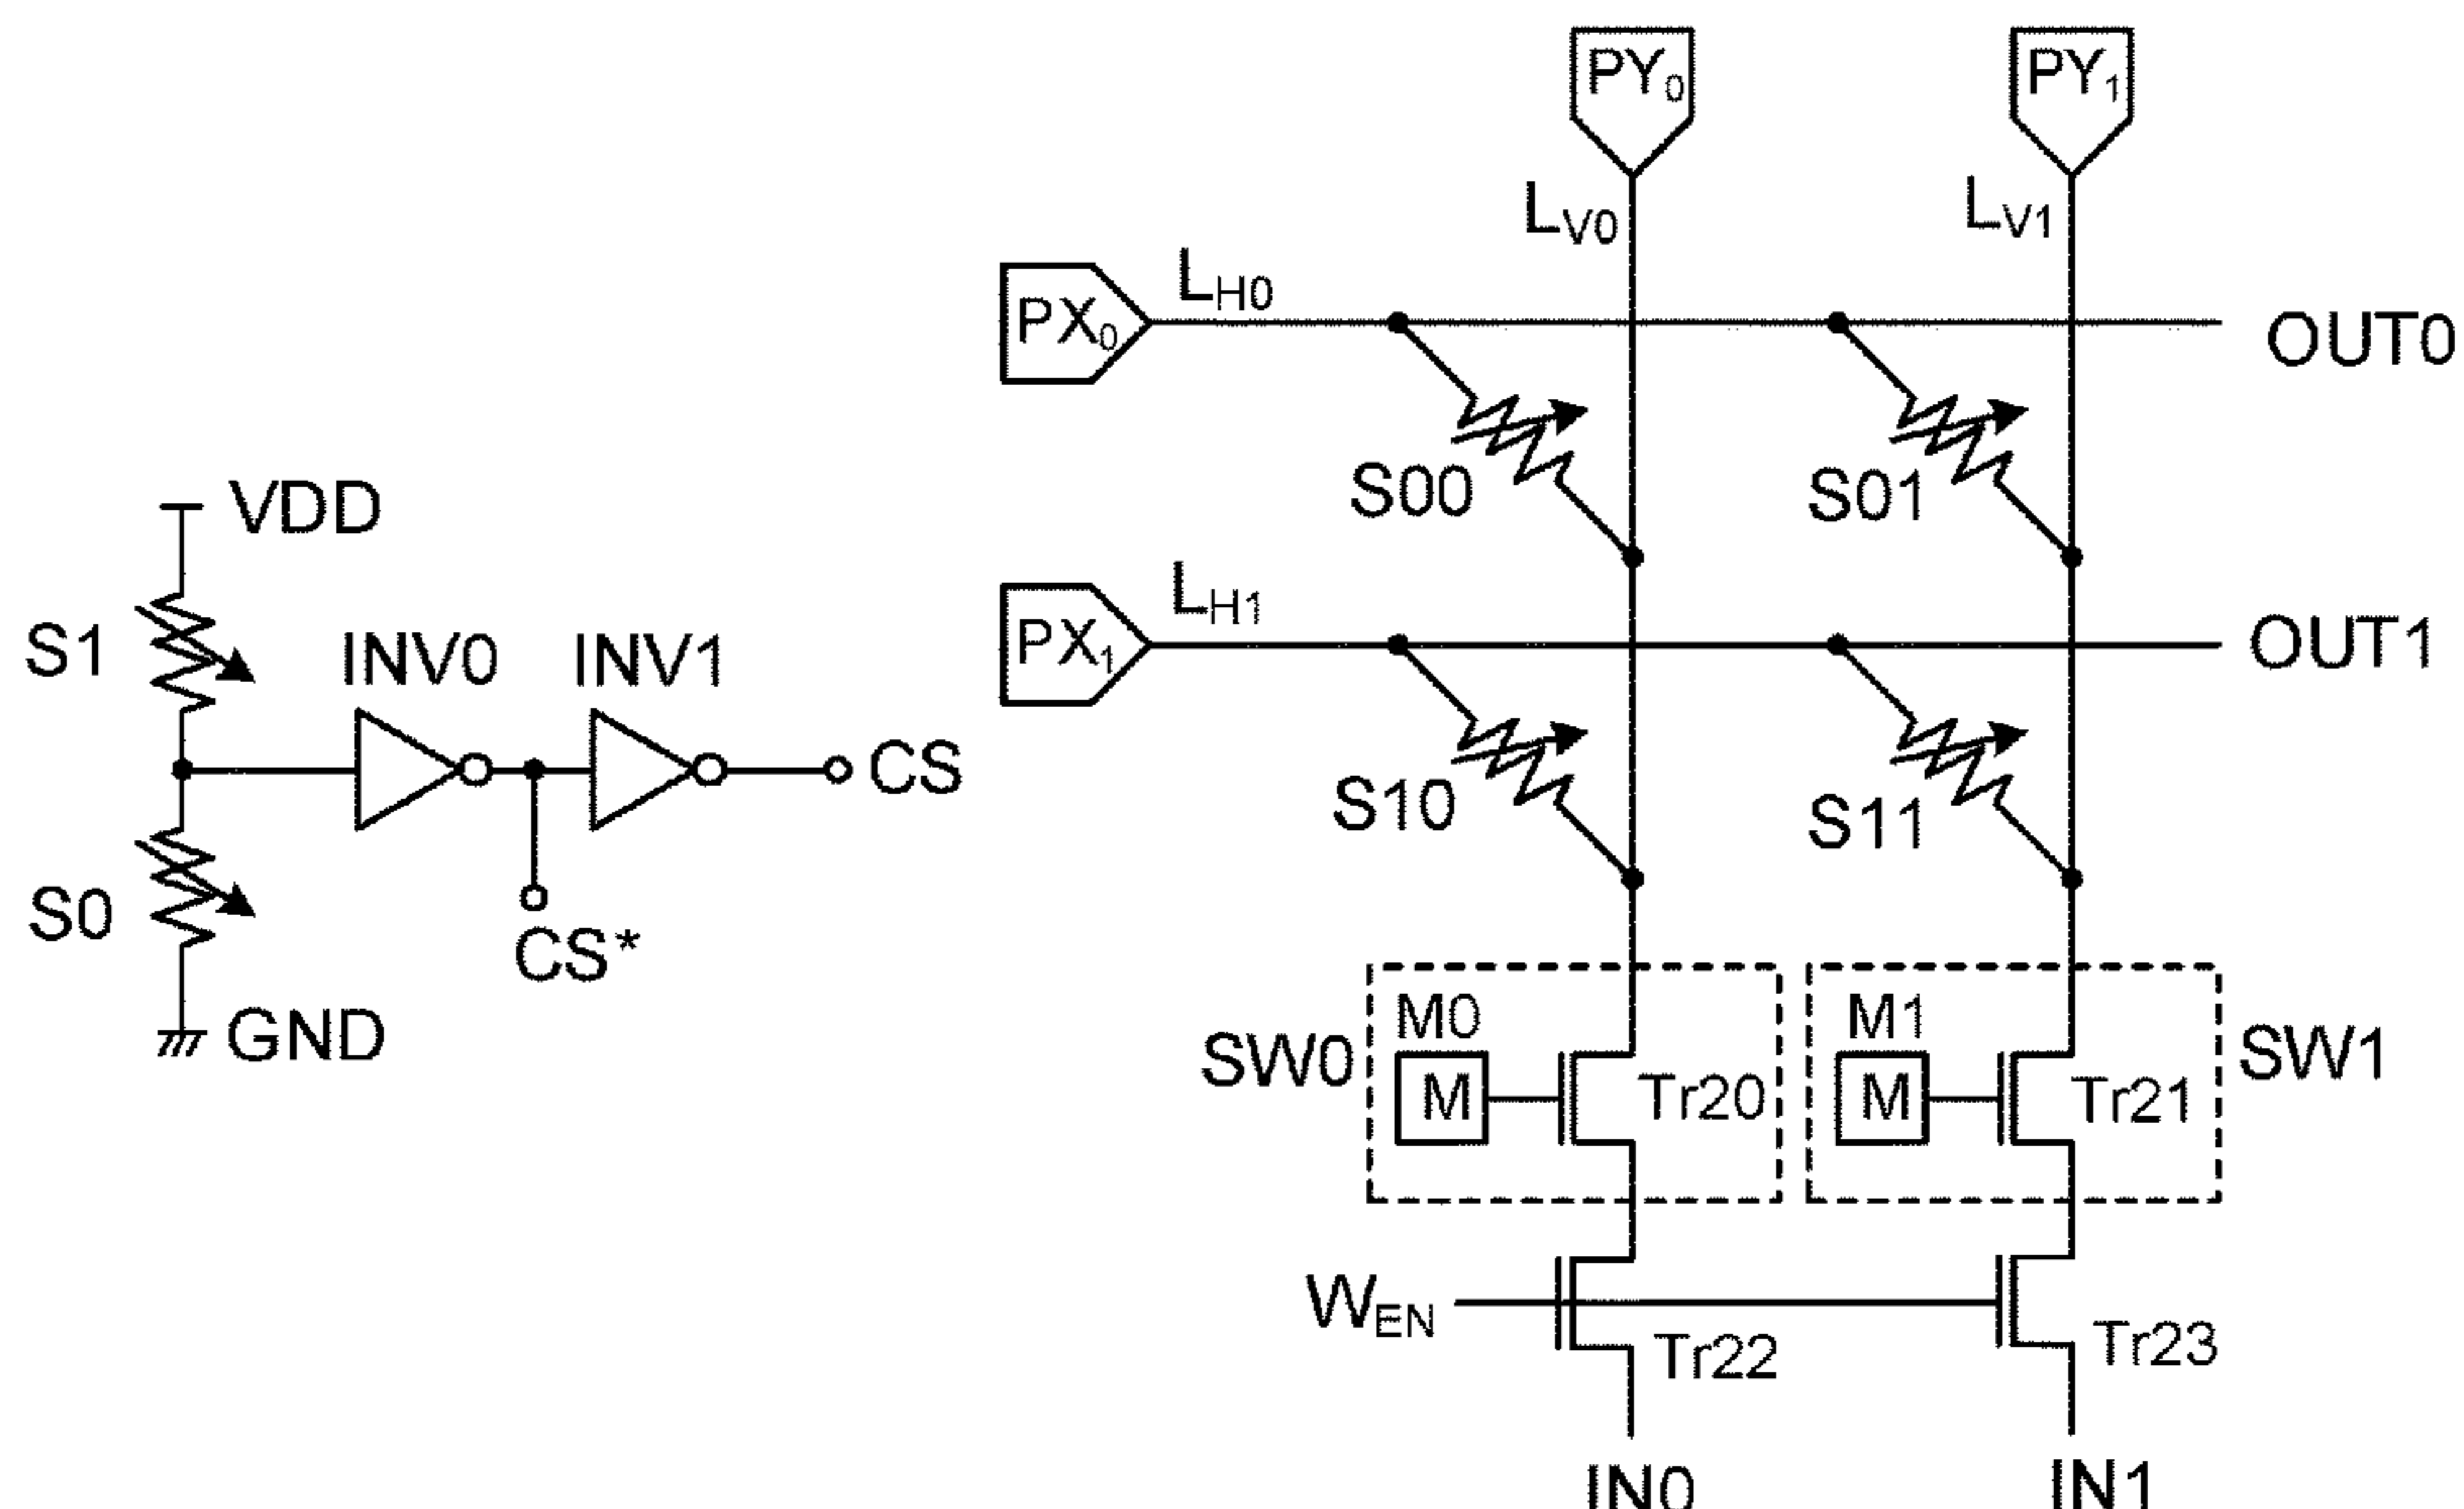 VDD
S1
INV0
INV1
CS
S0
CS*
GND
PY0
PY1
LV0
LV1
PX0
LH0
OUT0
S00
S01
PX1
LH1
OUT1
S10
S11
SW0
M0
M
Tr20
M1
M
Tr21
SW1
WEN
Tr22
Tr23
IN0
IN1